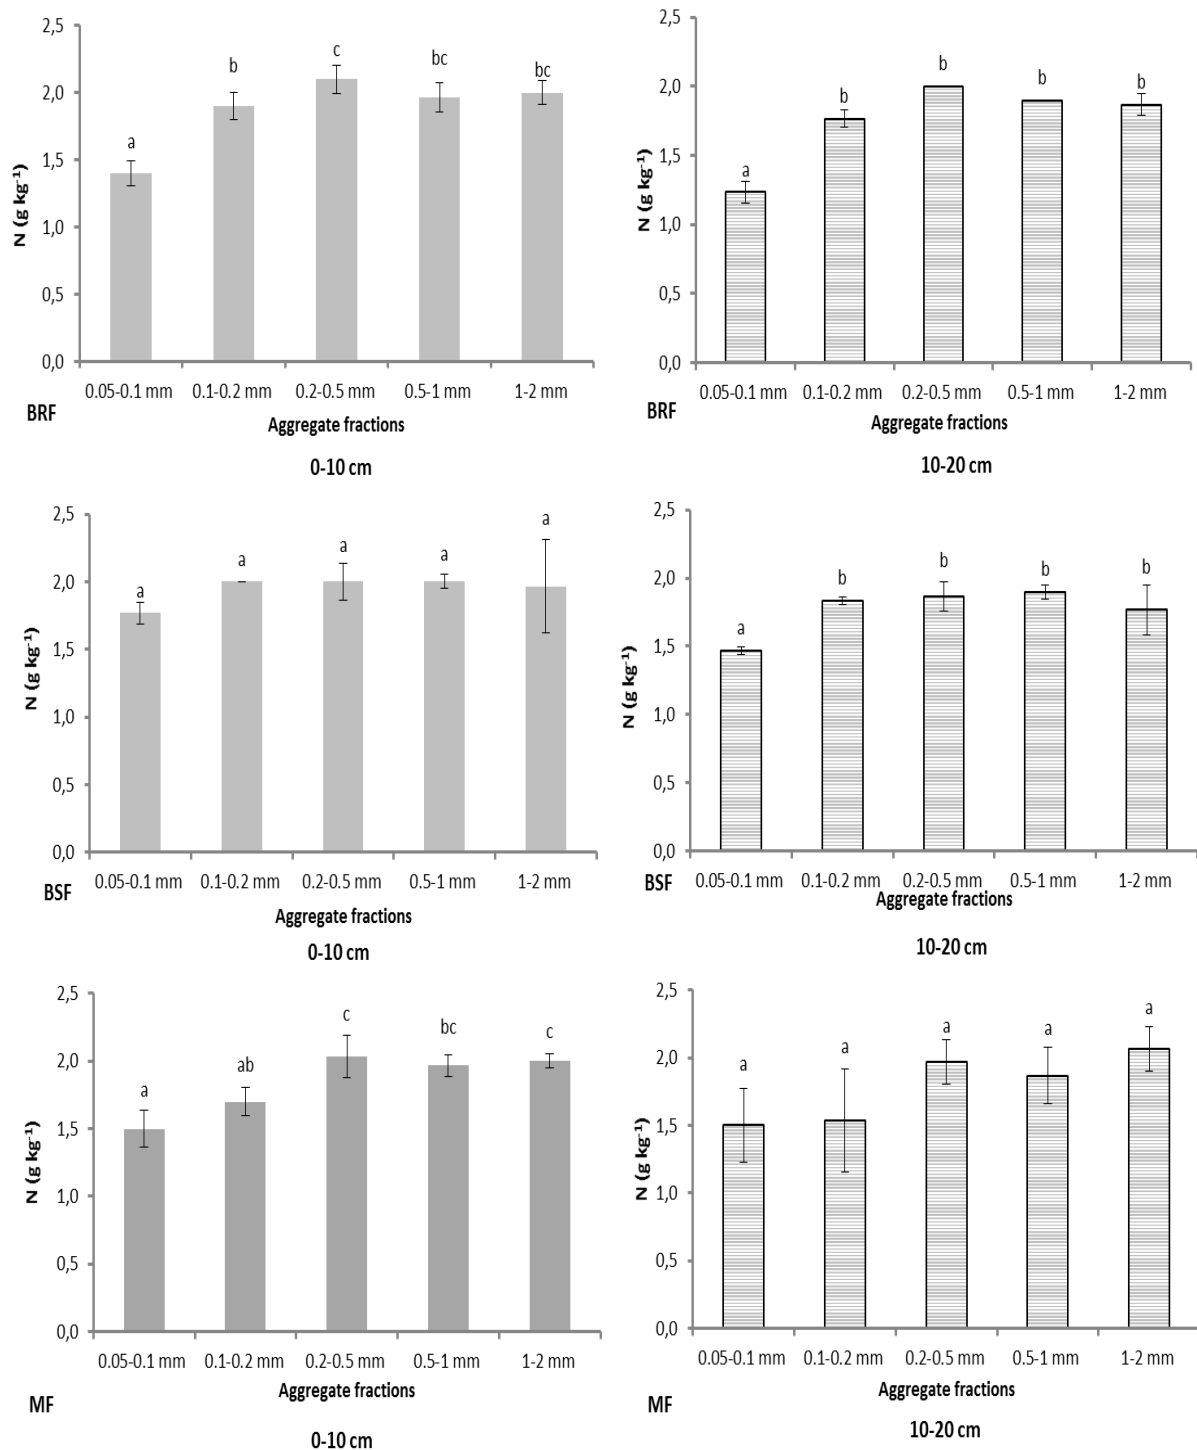 2,5
2,0
1,5
1,0
0,5
0,0
N (g kg⁻¹)
a
b
c
bc
bc
0.05-0.1 mm 0.1-0.2 mm 0.2-0.5 mm 0.5-1 mm 1-2 mm
BRF
Aggregate fractions
0-10 cm
2,5
2,0
1,5
1,0
0,5
0,0
N (g kg⁻¹)
a
b
b
b
b
0.05-0.1 mm 0.1-0.2 mm 0.2-0.5 mm 0.5-1 mm 1-2 mm
BRF
Aggregate fractions
10-20 cm
2,5
2,0
1,5
1,0
0,5
0,0
N (g kg⁻¹)
a
a
a
a
a
0.05-0.1 mm 0.1-0.2 mm 0.2-0.5 mm 0.5-1 mm 1-2 mm
BSF
Aggregate fractions
0-10 cm
2,5
2,0
1,5
1,0
0,5
0,0
N (g kg⁻¹)
a
b
b
b
b
0.05-0.1 mm 0.1-0.2 mm 0.2-0.5 mm 0.5-1 mm 1-2 mm
BSF
Aggregate fractions
10-20 cm
2,5
2,0
1,5
1,0
0,5
0,0
N (g kg⁻¹)
a
ab
c
bc
c
0.05-0.1 mm 0.1-0.2 mm 0.2-0.5 mm 0.5-1 mm 1-2 mm
MF
Aggregate fractions
0-10 cm
2,5
2,0
1,5
1,0
0,5
0,0
N (g kg⁻¹)
a
a
a
a
a
0.05-0.1 mm 0.1-0.2 mm 0.2-0.5 mm 0.5-1 mm 1-2 mm
MF
Aggregate fractions
10-20 cm